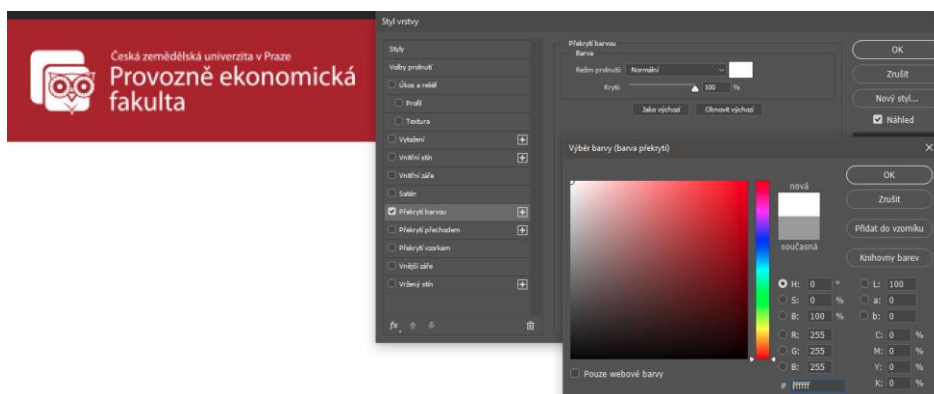 Česká zemědělská univerzita v Praze
Provozně ekonomická
fakulta
Styl vrstvy
Styly
Volby prolnutí
Úkos a reliéf
Profil
Textura
Vytažení
Vnitřní stín
Vnitřní záře
Satén
Překrytí barvou
Překrytí přechodem
Překrytí vzorkem
Vnější záře
Vržený stín
fx
Překrytí barvou
Barva
Režim prolnutí: Normální
Krytí: 100 %
Jako výchozí Obnovit výchozí
OK
Zrušit
Nový styl...
Náhled
Výběr barvy (barva překrytí)
nová
současná
OK
Zrušit
Přidat do vzorníku
Knihovny barev
H: 0 ° L: 100
S: 0 % a: 0
B: 100 % b: 0
R: 255 C: 0 %
G: 255 M: 0 %
B: 255 Y: 0 %
# ffffff K: 0 %
Pouze webové barvy